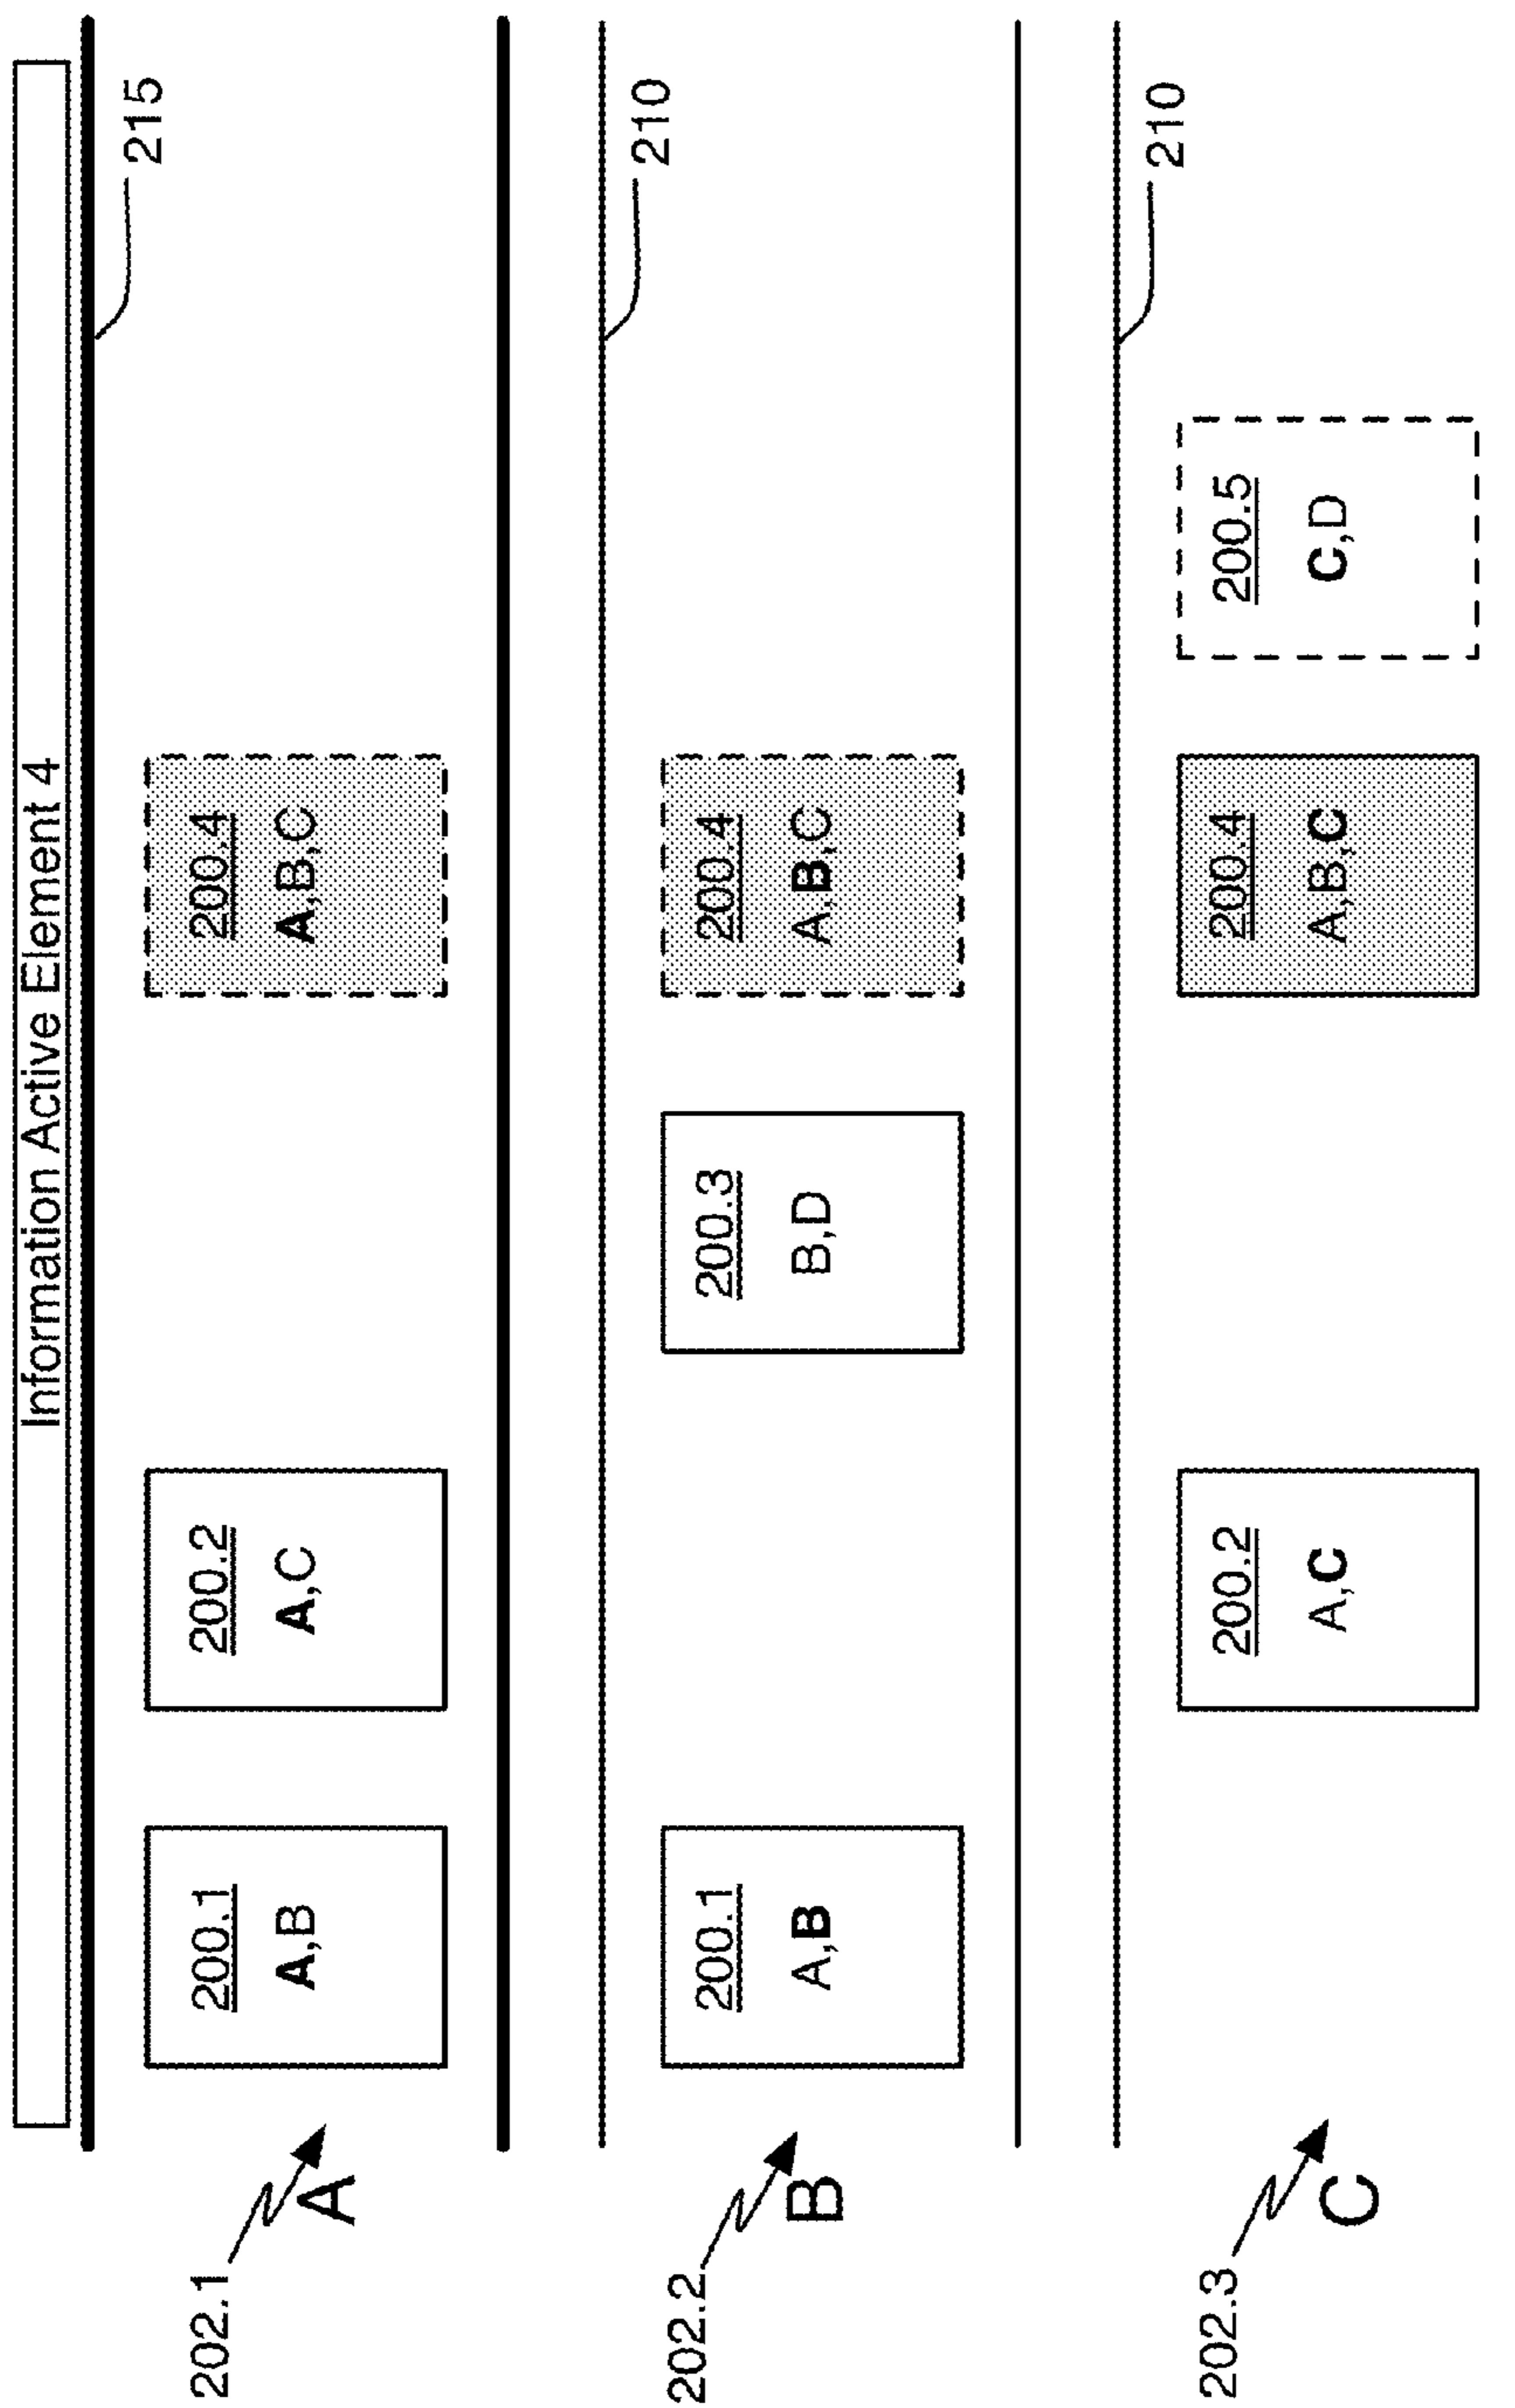 Information Active Element 4
215
202.1
A
200.1
A,B
200.2
A,C
200.4
A,B,C
210
202.2
B
200.1
A,B
200.3
B,D
200.4
A,B,C
210
202.3
C
200.2
A,C
200.4
A,B,C
200.5
C,D